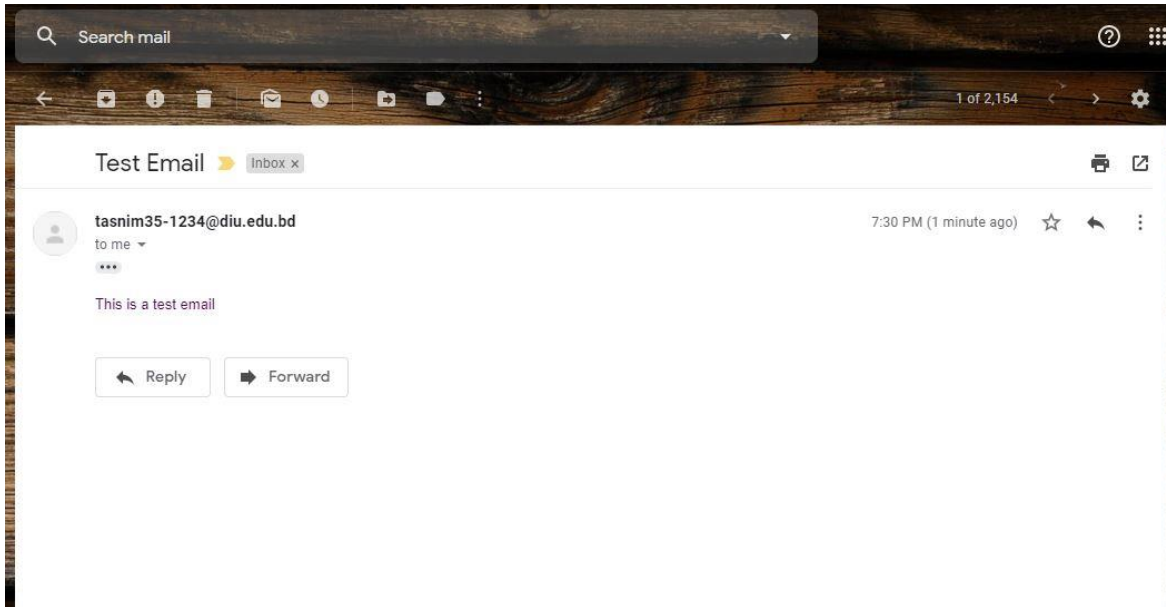 Search mail
1 of 2,154
Test Email Inbox x
tasnim35-1234@diu.edu.bd 7:30 PM (1 minute ago)
to me
This is a test email
Reply Forward